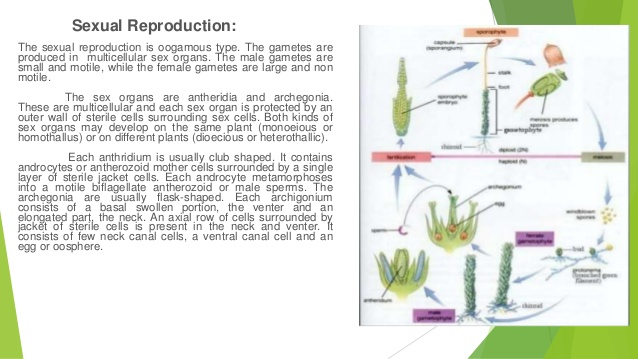 Sexual Reproduction:
The sexual reproduction is oogamous type. The gametes are
produced in multicellular sex organs. The male gametes are
small and motile, while the female gametes are large and non
motile.
The sex organs are antheridia and archegonia.
These are multicellular and each sex organ is protected by an
outer wall of sterile cells surrounding sex cells. Both kinds of
sex organs may develop on the same plant (monoeious or
homothallus) or on different plants (dioecious or heterothallic).
Each anthridium is usually club shaped. It contains
androcytes or antherozoid mother cells surrounded by a single
layer of sterile jacket cells. Each androcyte metamorphoses
into a motile biflagellate antherozoid or male sperms. The
archegonia are usually flask-shaped. Each archigonium
consists of a basal swollen portion, the venter and an
elongated part, the neck. An axial row of cells surrounded by
jacket of sterile cells is present in the neck and venter. It
consists of few neck canal cells, a ventral canal cell and an
egg or oosphere.
sporophyte
capsule
(sporangium)
stalk
foot
sporophyte
embryo
meiosis produces
spores
gametophyte
rhizoid
diploid (2N)
haploid (N)
fertilization
meiosis
archegonium
egg
sperm
windblown
spores
female
gametophyte
bud
protonema
rhizoid
antheridium
male
gametophyte